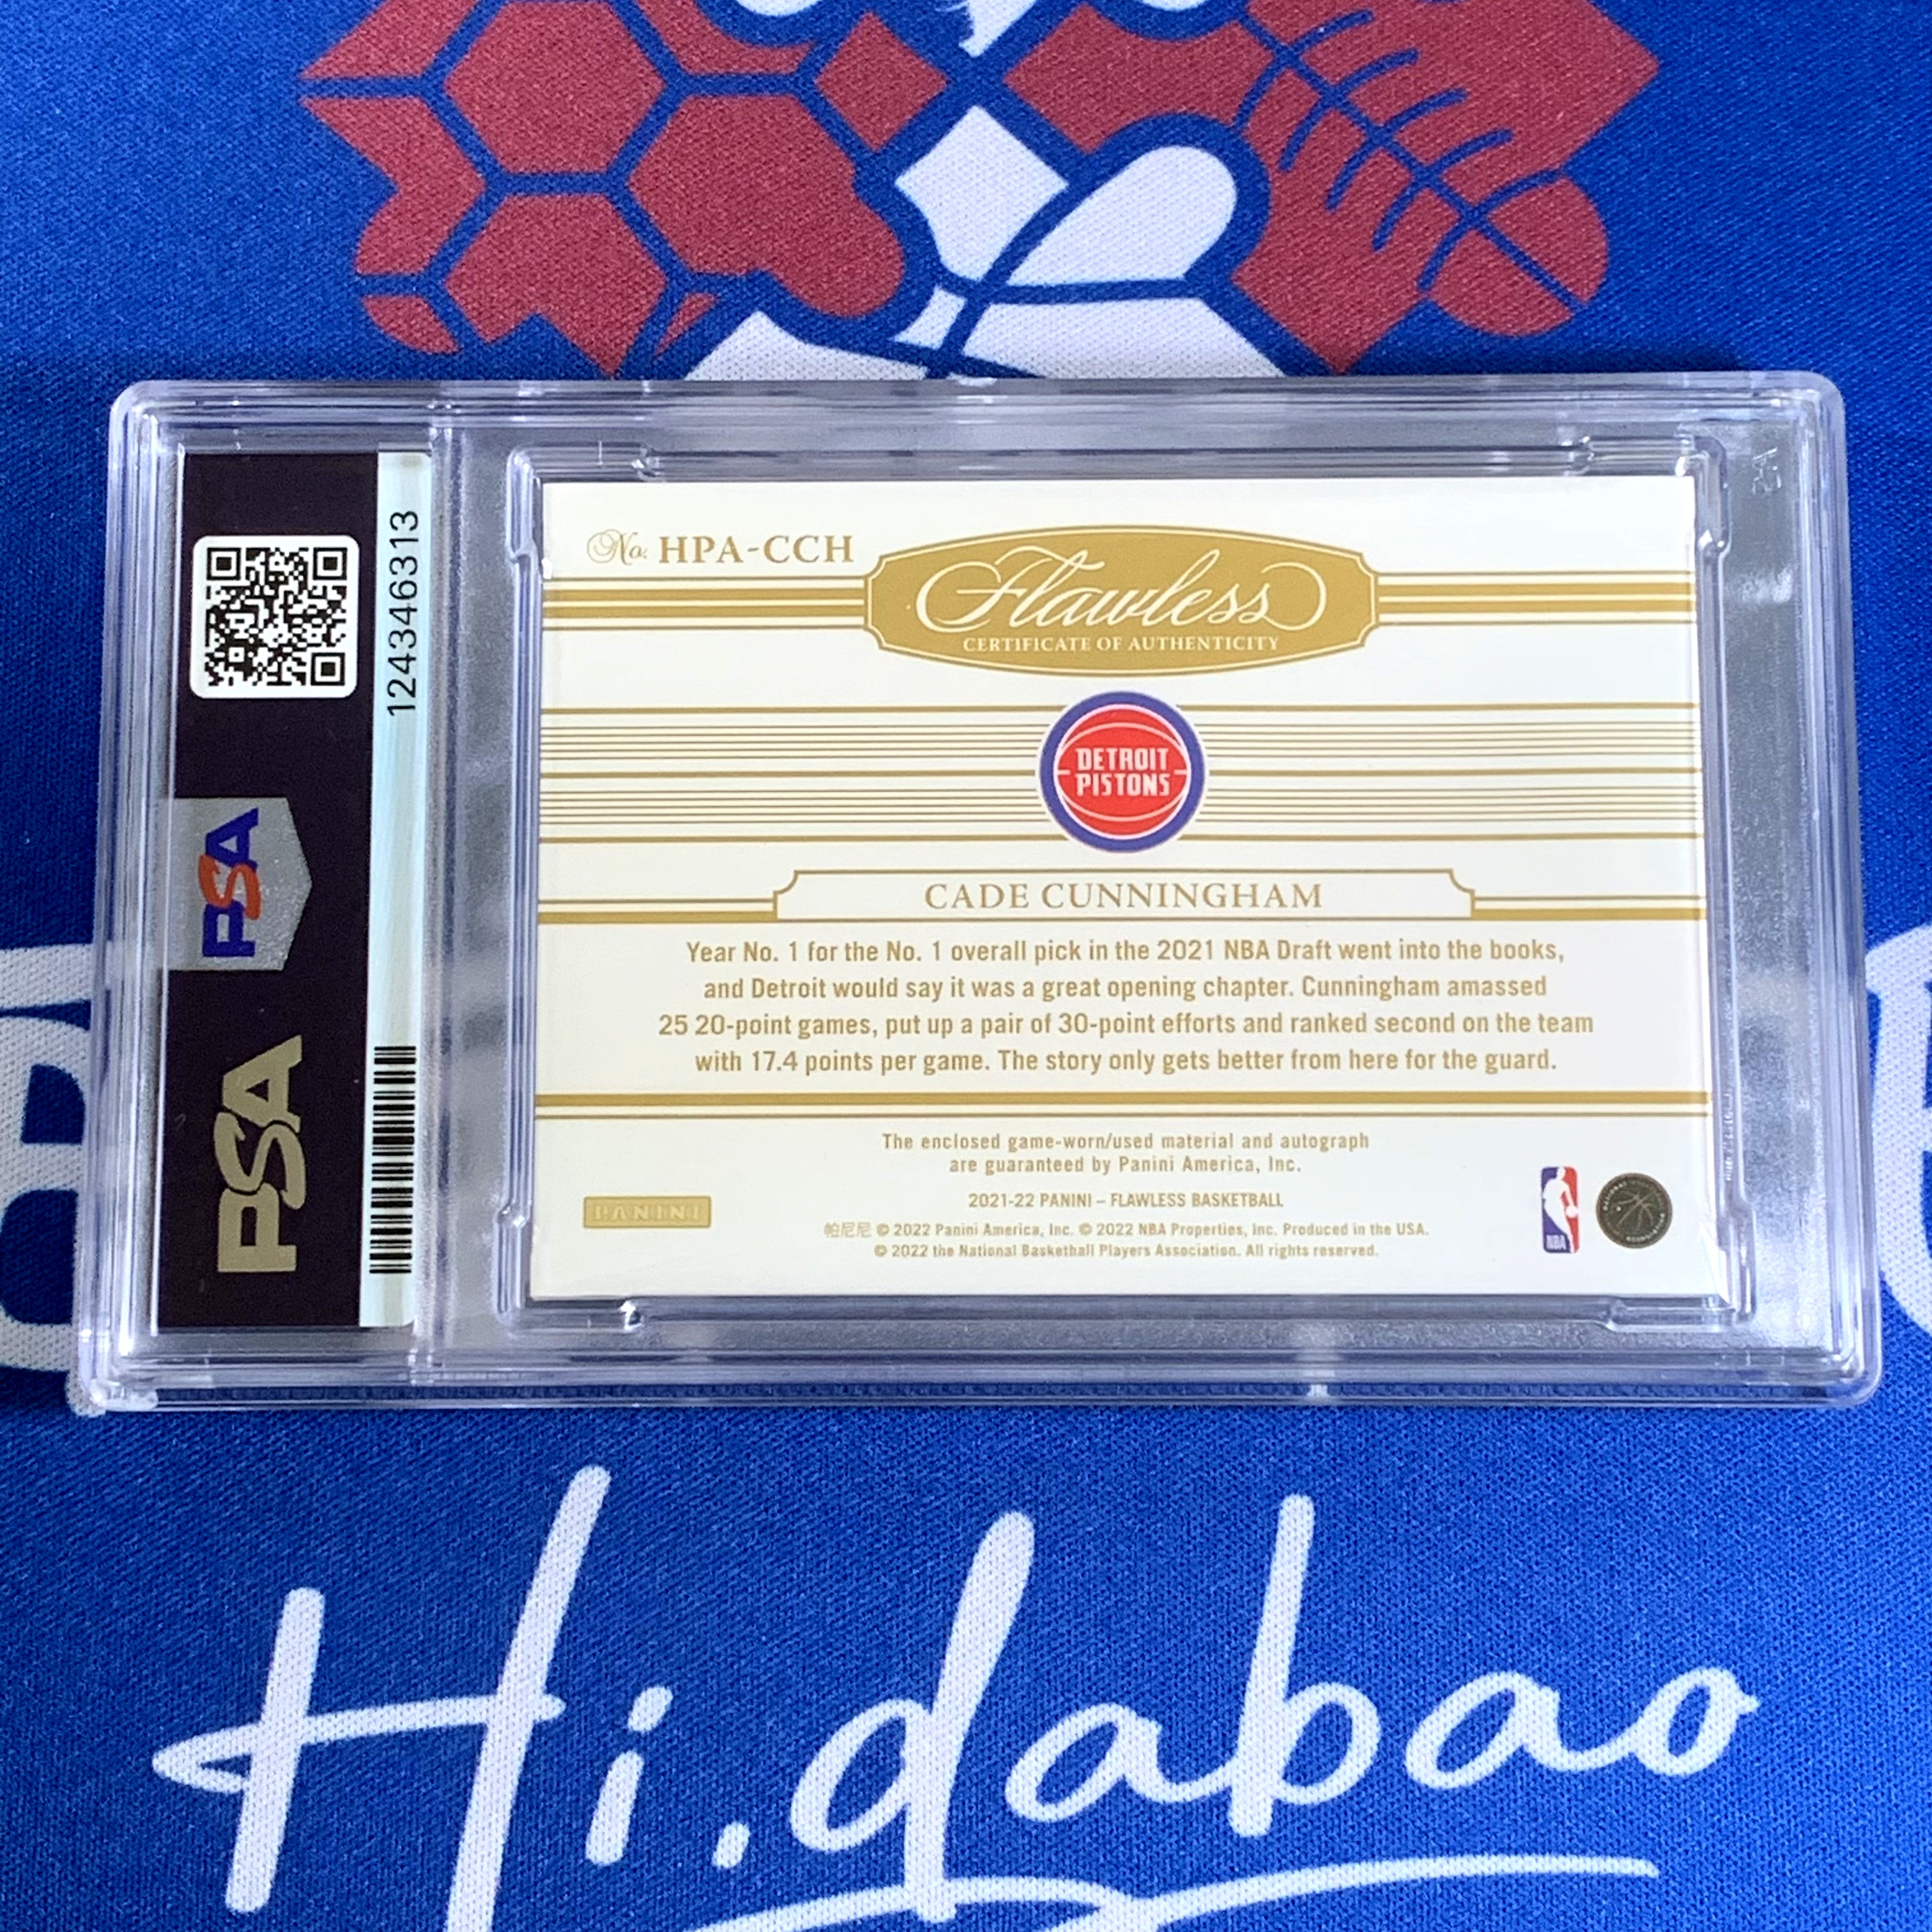 124346313
PSA
PSA
No. HPA-CCH
Flawless
CERTIFICATE OF AUTHENTICITY
DETROIT
PISTONS
CADE CUNNINGHAM
Year No. 1 for the No. 1 overall pick in the 2021 NBA Draft went into the books,
and Detroit would say it was a great opening chapter. Cunningham amassed
25 20-point games, put up a pair of 30-point efforts and ranked second on the team
with 17.4 points per game. The story only gets better from here for the guard.
The enclosed game-worn/used material and autograph
are guaranteed by Panini America, Inc.
2021-22 PANINI – FLAWLESS BASKETBALL
帕尼尼 © 2022 Panini America, Inc. © 2022 NBA Properties, Inc. Produced in the USA.
© 2022 the National Basketball Players Association. All rights reserved.
PANINI
NBA
Hi.dabao